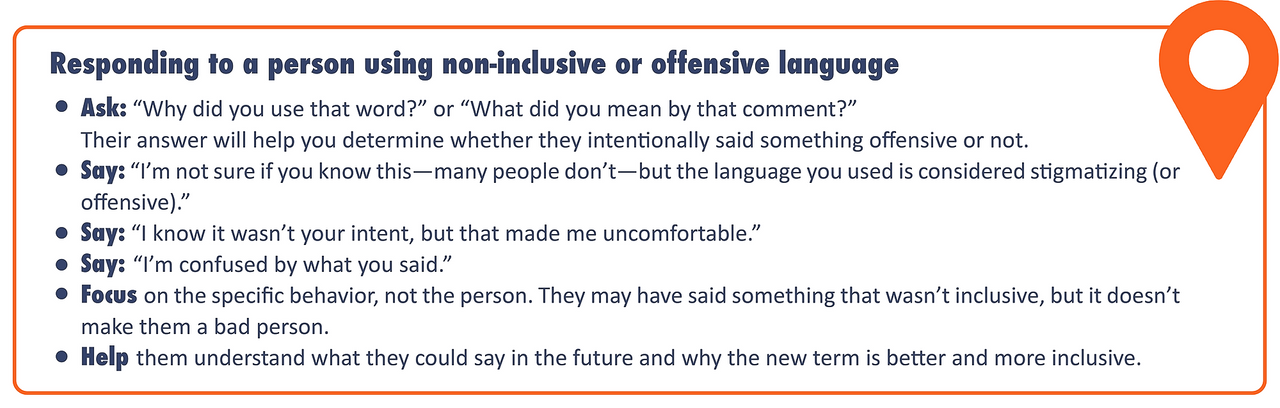 Responding to a person using non-inclusive or offensive language
• Ask: “Why did you use that word?” or “What did you mean by that comment?”
Their answer will help you determine whether they intentionally said something offensive or not.
• Say: “I’m not sure if you know this—many people don’t—but the language you used is considered stigmatizing (or
offensive).”
• Say: “I know it wasn’t your intent, but that made me uncomfortable.”
• Say: “I’m confused by what you said.”
• Focus on the specific behavior, not the person. They may have said something that wasn’t inclusive, but it doesn’t
make them a bad person.
• Help them understand what they could say in the future and why the new term is better and more inclusive.